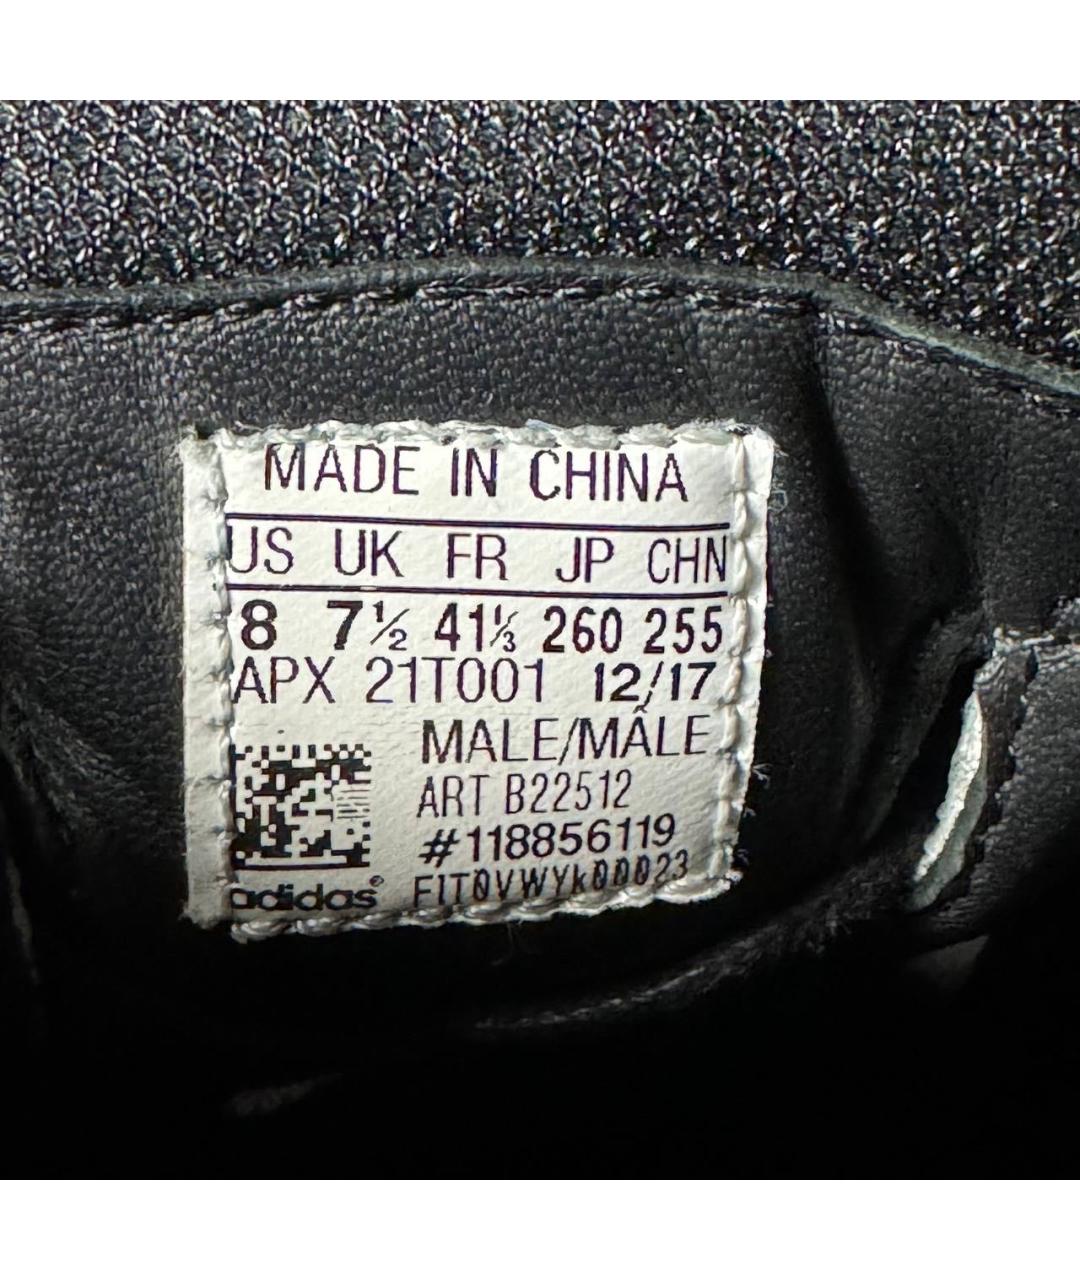 MADE IN CHINA
US UK FR JP CHN
8 7½ 41⅓ 260 255
APX 21T001 12/17
MALE/MÂLE
ART B22512
#118856119
adidas® F1T0VWYk00023